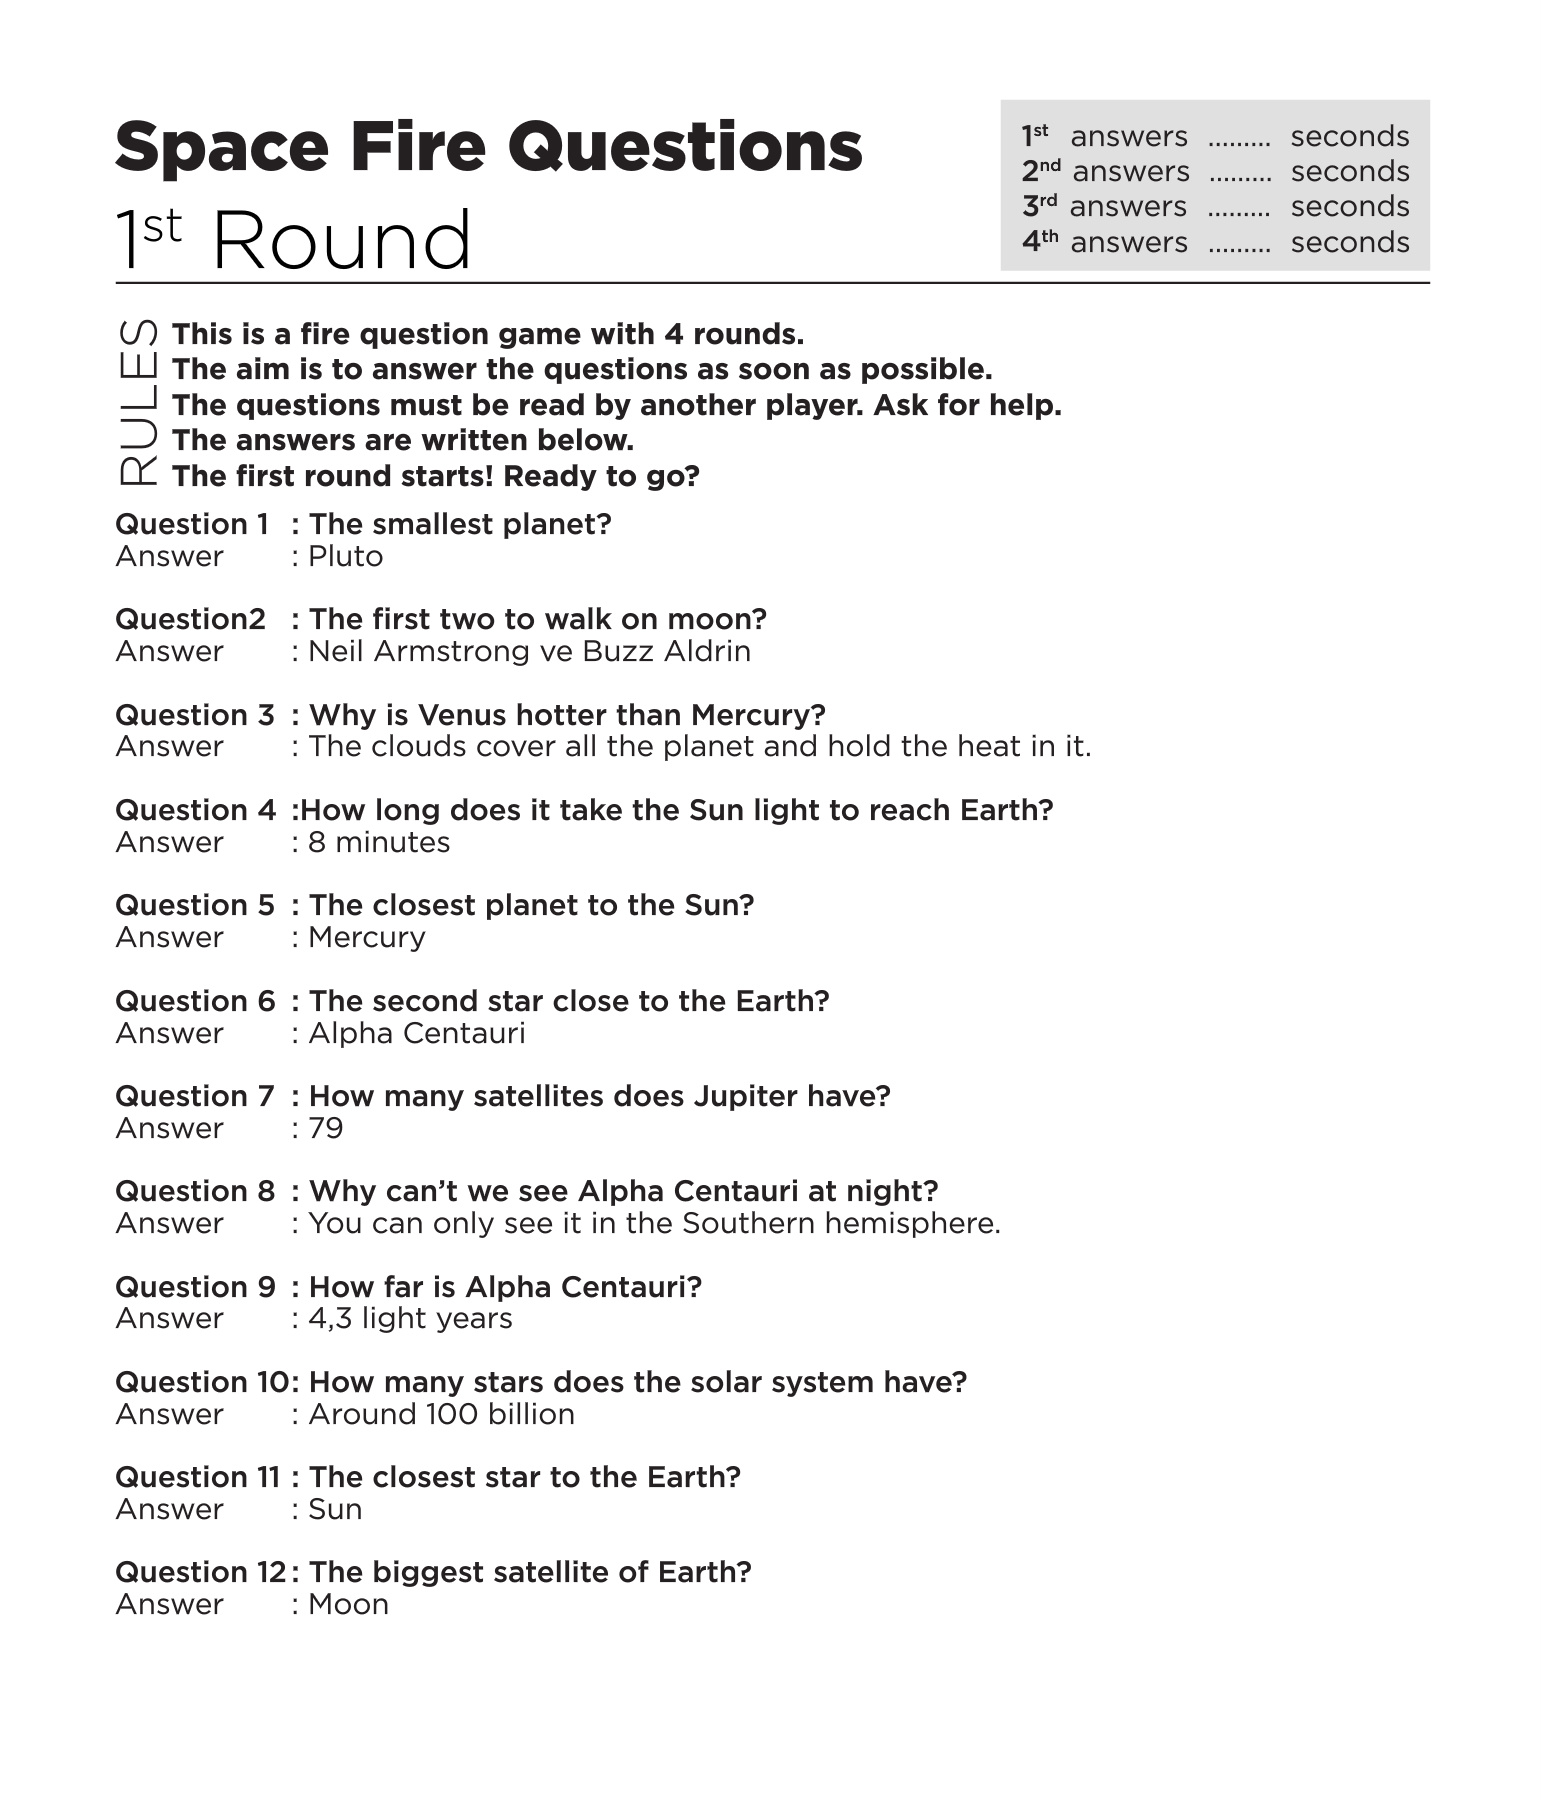 Space Fire Questions
1st Round
1st answers ......... seconds
2nd answers ......... seconds
3rd answers ......... seconds
4th answers ......... seconds
RULES
This is a fire question game with 4 rounds.
The aim is to answer the questions as soon as possible.
The questions must be read by another player. Ask for help.
The answers are written below.
The first round starts! Ready to go?
Question 1 : The smallest planet?
Answer : Pluto
Question2 : The first two to walk on moon?
Answer : Neil Armstrong ve Buzz Aldrin
Question 3 : Why is Venus hotter than Mercury?
Answer : The clouds cover all the planet and hold the heat in it.
Question 4 :How long does it take the Sun light to reach Earth?
Answer : 8 minutes
Question 5 : The closest planet to the Sun?
Answer : Mercury
Question 6 : The second star close to the Earth?
Answer : Alpha Centauri
Question 7 : How many satellites does Jupiter have?
Answer : 79
Question 8 : Why can’t we see Alpha Centauri at night?
Answer : You can only see it in the Southern hemisphere.
Question 9 : How far is Alpha Centauri?
Answer : 4,3 light years
Question 10: How many stars does the solar system have?
Answer : Around 100 billion
Question 11 : The closest star to the Earth?
Answer : Sun
Question 12: The biggest satellite of Earth?
Answer : Moon